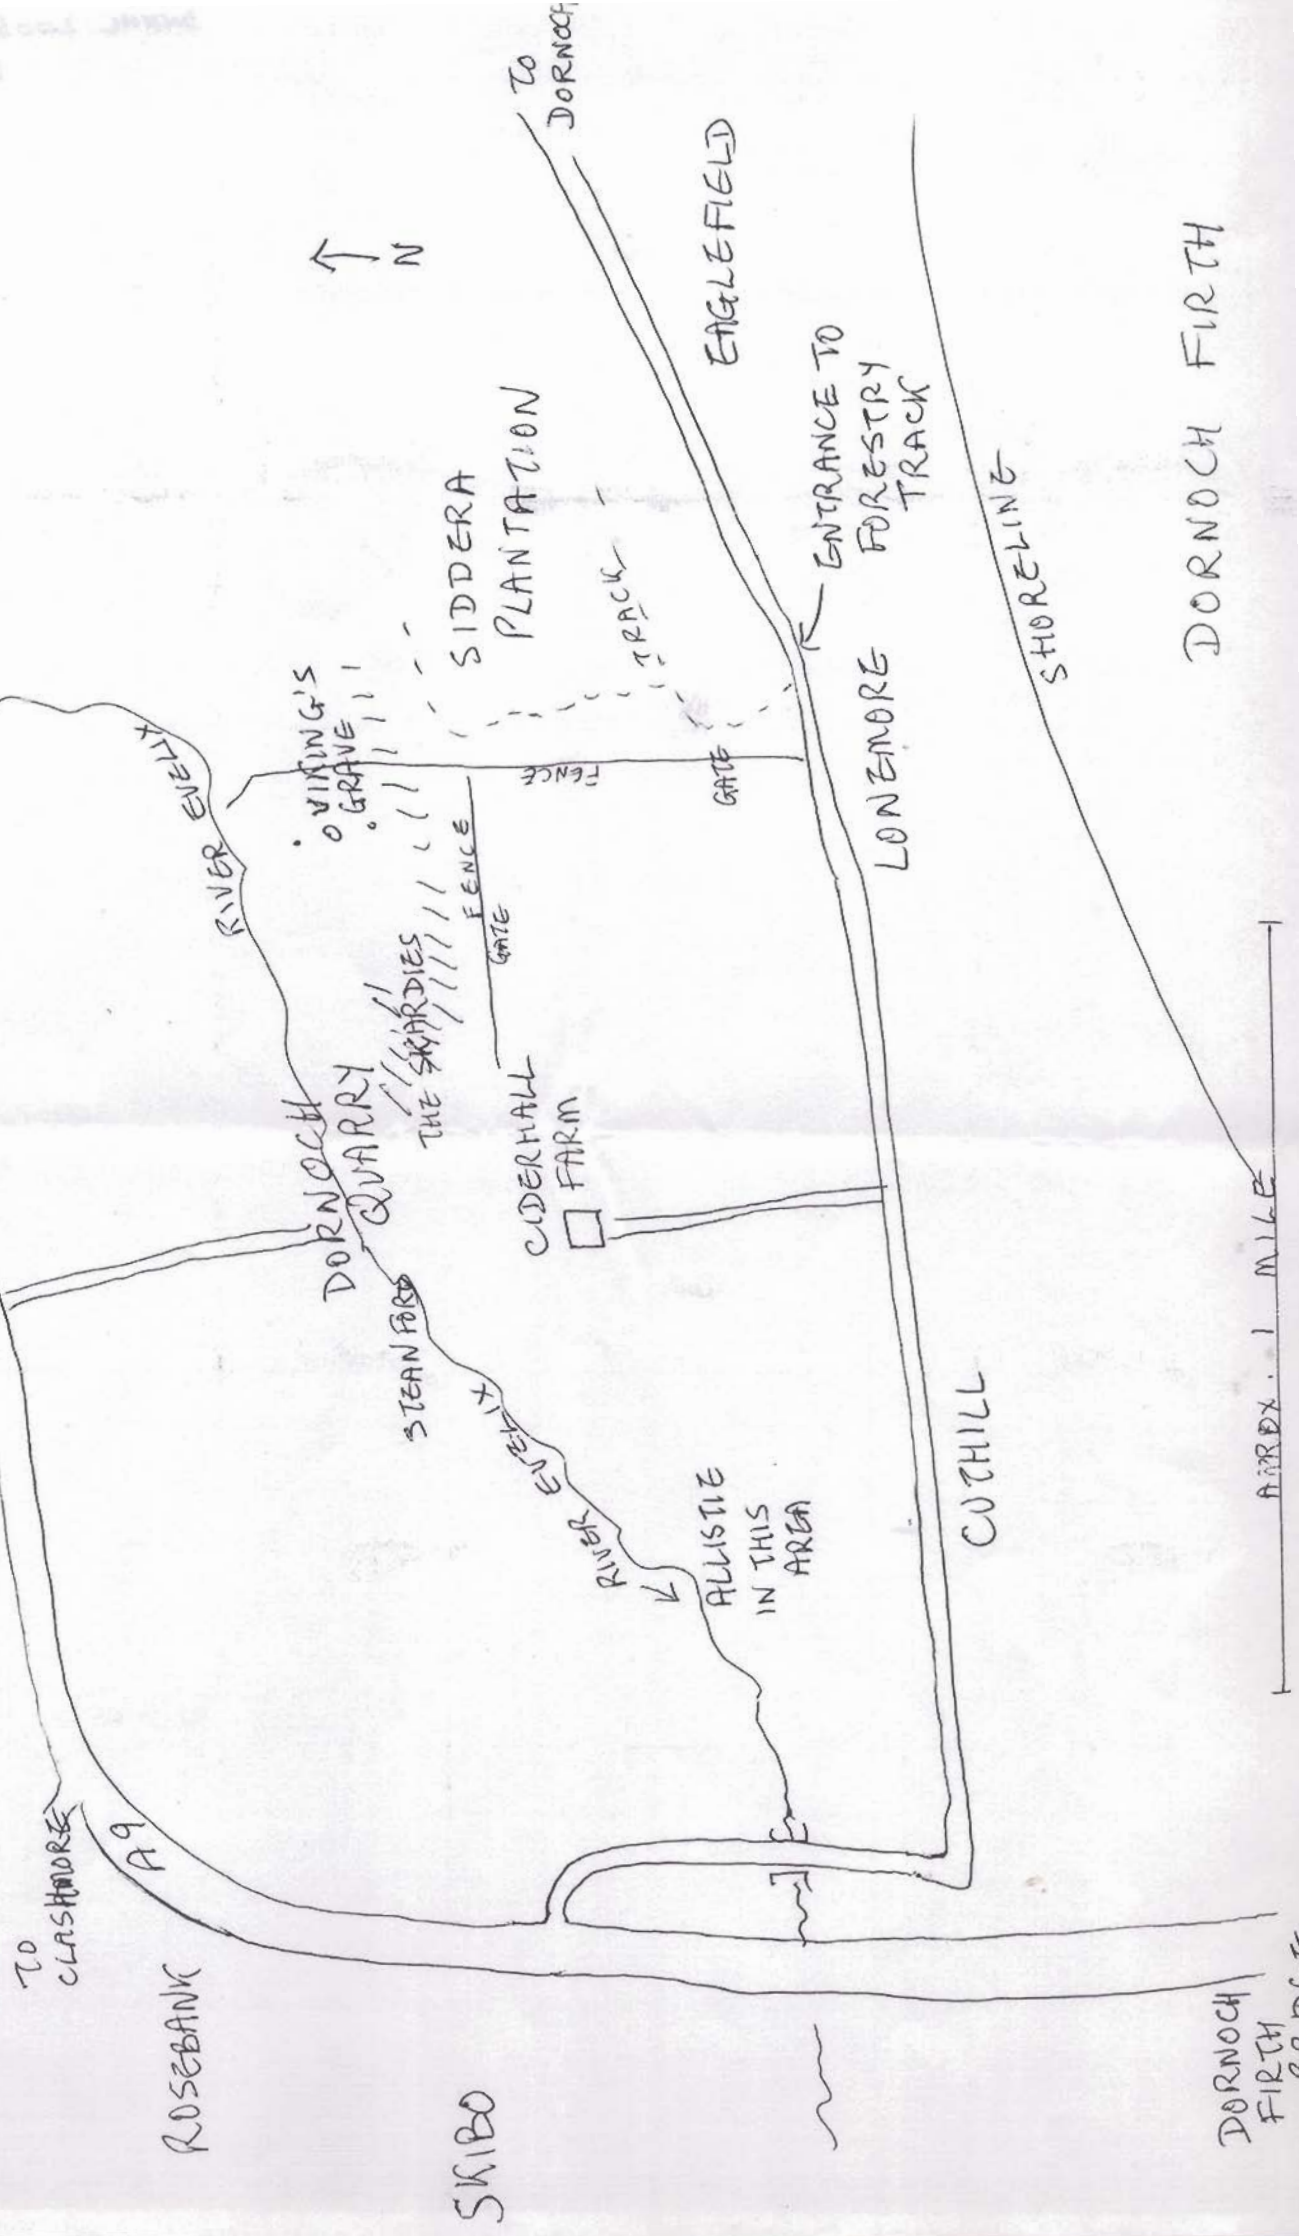 TO
CLASHMORE
A9
ROSEBANK
SKIBO
DORNOCH
FIRTH
DORNOCH
QUARRY
STEANFORD
RIVER EVELIX
RIVER EVELIX
ALLISTIE
IN THIS
AREA
THE SKARDIES
CIDERHALL
FARM
VIKING'S
GRAVE
N
FENCE
GATE
FENCE
GATE
SIDDERA
PLANTATION
TRACK
TO
DORNOCH
EAGLEFIELD
ENTRANCE TO
FORESTRY
TRACK
LONEMORE
CUTHILL
SHORELINE
DORNOCH FIRTH
APPROX. 1 MILE